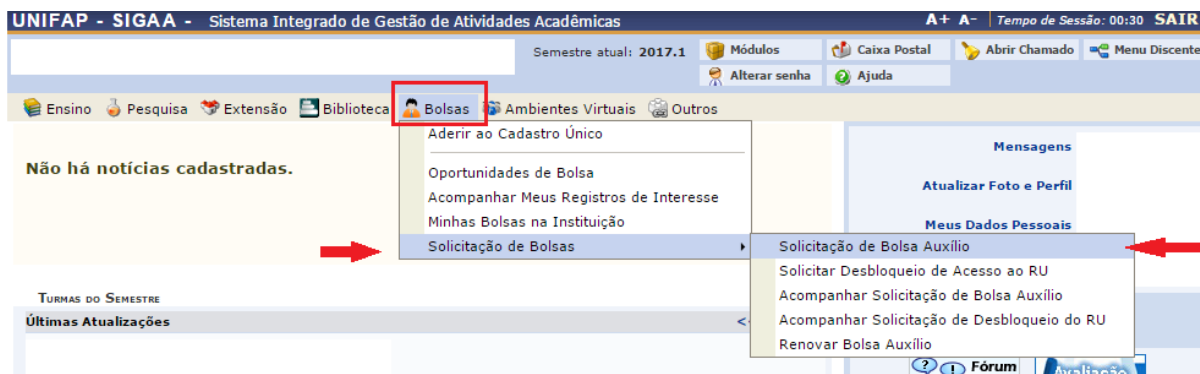 UNIFAP - SIGAA - Sistema Integrado de Gestão de Atividades Acadêmicas A+ A- Tempo de Sessão: 00:30 SAIR
Semestre atual: 2017.1 Módulos Caixa Postal Abrir Chamado Menu Discente
Alterar senha Ajuda
Ensino Pesquisa Extensão Biblioteca Bolsas Ambientes Virtuais Outros
Aderir ao Cadastro Único
Não há notícias cadastradas.
Oportunidades de Bolsa
Acompanhar Meus Registros de Interesse
Minhas Bolsas na Instituição
Solicitação de Bolsas
Solicitação de Bolsa Auxílio
Solicitar Desbloqueio de Acesso ao RU
Acompanhar Solicitação de Bolsa Auxílio
Acompanhar Solicitação de Desbloqueio do RU
Renovar Bolsa Auxílio
Mensagens
Atualizar Foto e Perfil
Meus Dados Pessoais
Turmas do Semestre
Últimas Atualizações
Fórum
Avaliação